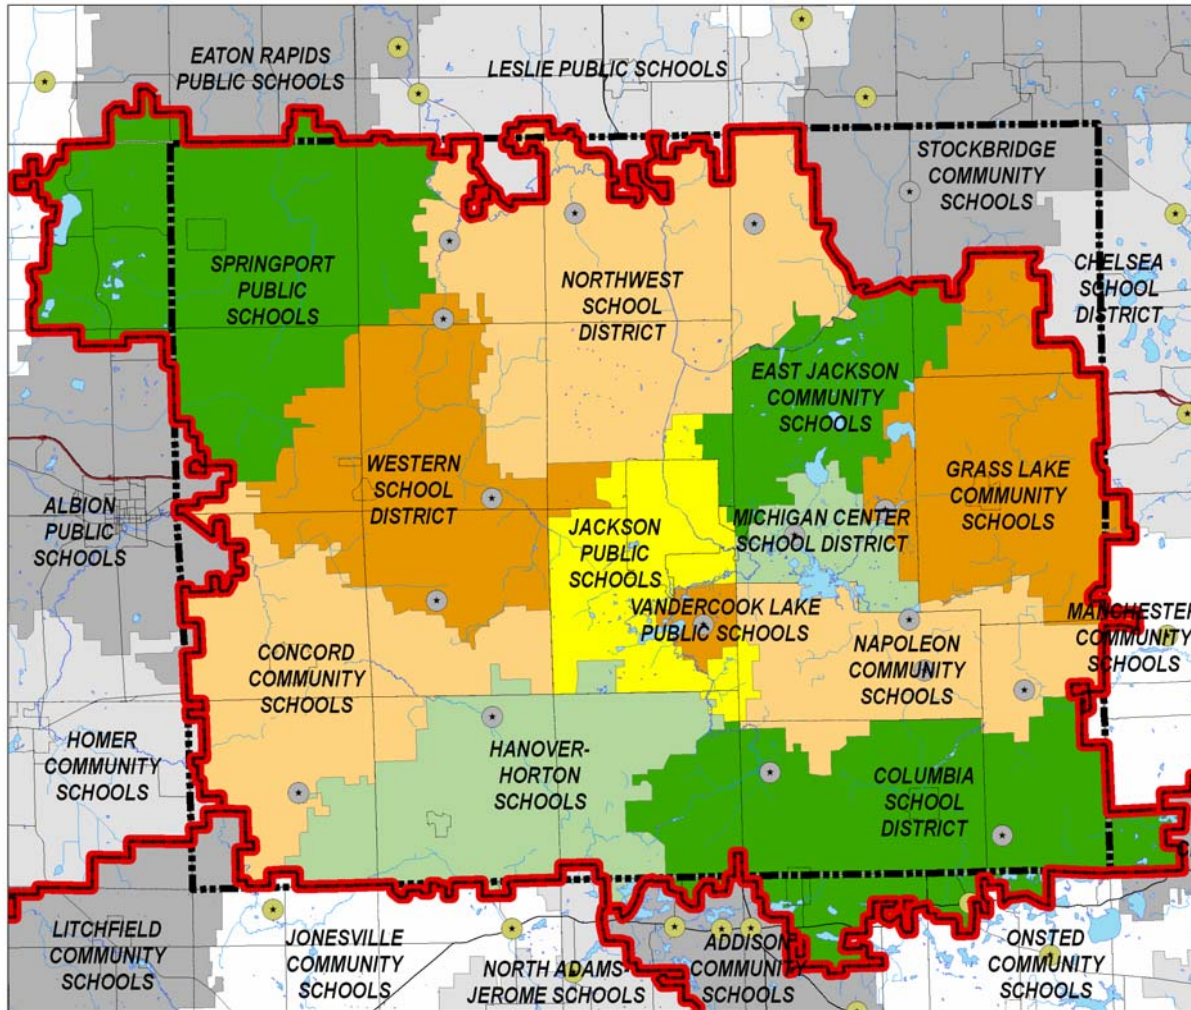 EATON RAPIDS
PUBLIC SCHOOLS
LESLIE PUBLIC SCHOOLS
STOCKBRIDGE
COMMUNITY
SCHOOLS
CHELSEA
SCHOOL
DISTRICT
SPRINGPORT
PUBLIC
SCHOOLS
NORTHWEST
SCHOOL
DISTRICT
EAST JACKSON
COMMUNITY
SCHOOLS
GRASS LAKE
COMMUNITY
SCHOOLS
WESTERN
SCHOOL
DISTRICT
ALBION
PUBLIC
SCHOOLS
JACKSON
PUBLIC
SCHOOLS
MICHIGAN CENTER
SCHOOL DISTRICT
VANDERCOOK LAKE
PUBLIC SCHOOLS
NAPOLEON
COMMUNITY
SCHOOLS
MANCHESTER
COMMUNITY
SCHOOLS
CONCORD
COMMUNITY
SCHOOLS
HOMER
COMMUNITY
SCHOOLS
HANOVER-
HORTON
SCHOOLS
COLUMBIA
SCHOOL
DISTRICT
LITCHFIELD
COMMUNITY
SCHOOLS
JONESVILLE
COMMUNITY
SCHOOLS
NORTH ADAMS-
JEROME SCHOOLS
ADDISON
COMMUNITY
SCHOOLS
ONSTED
COMMUNITY
SCHOOLS